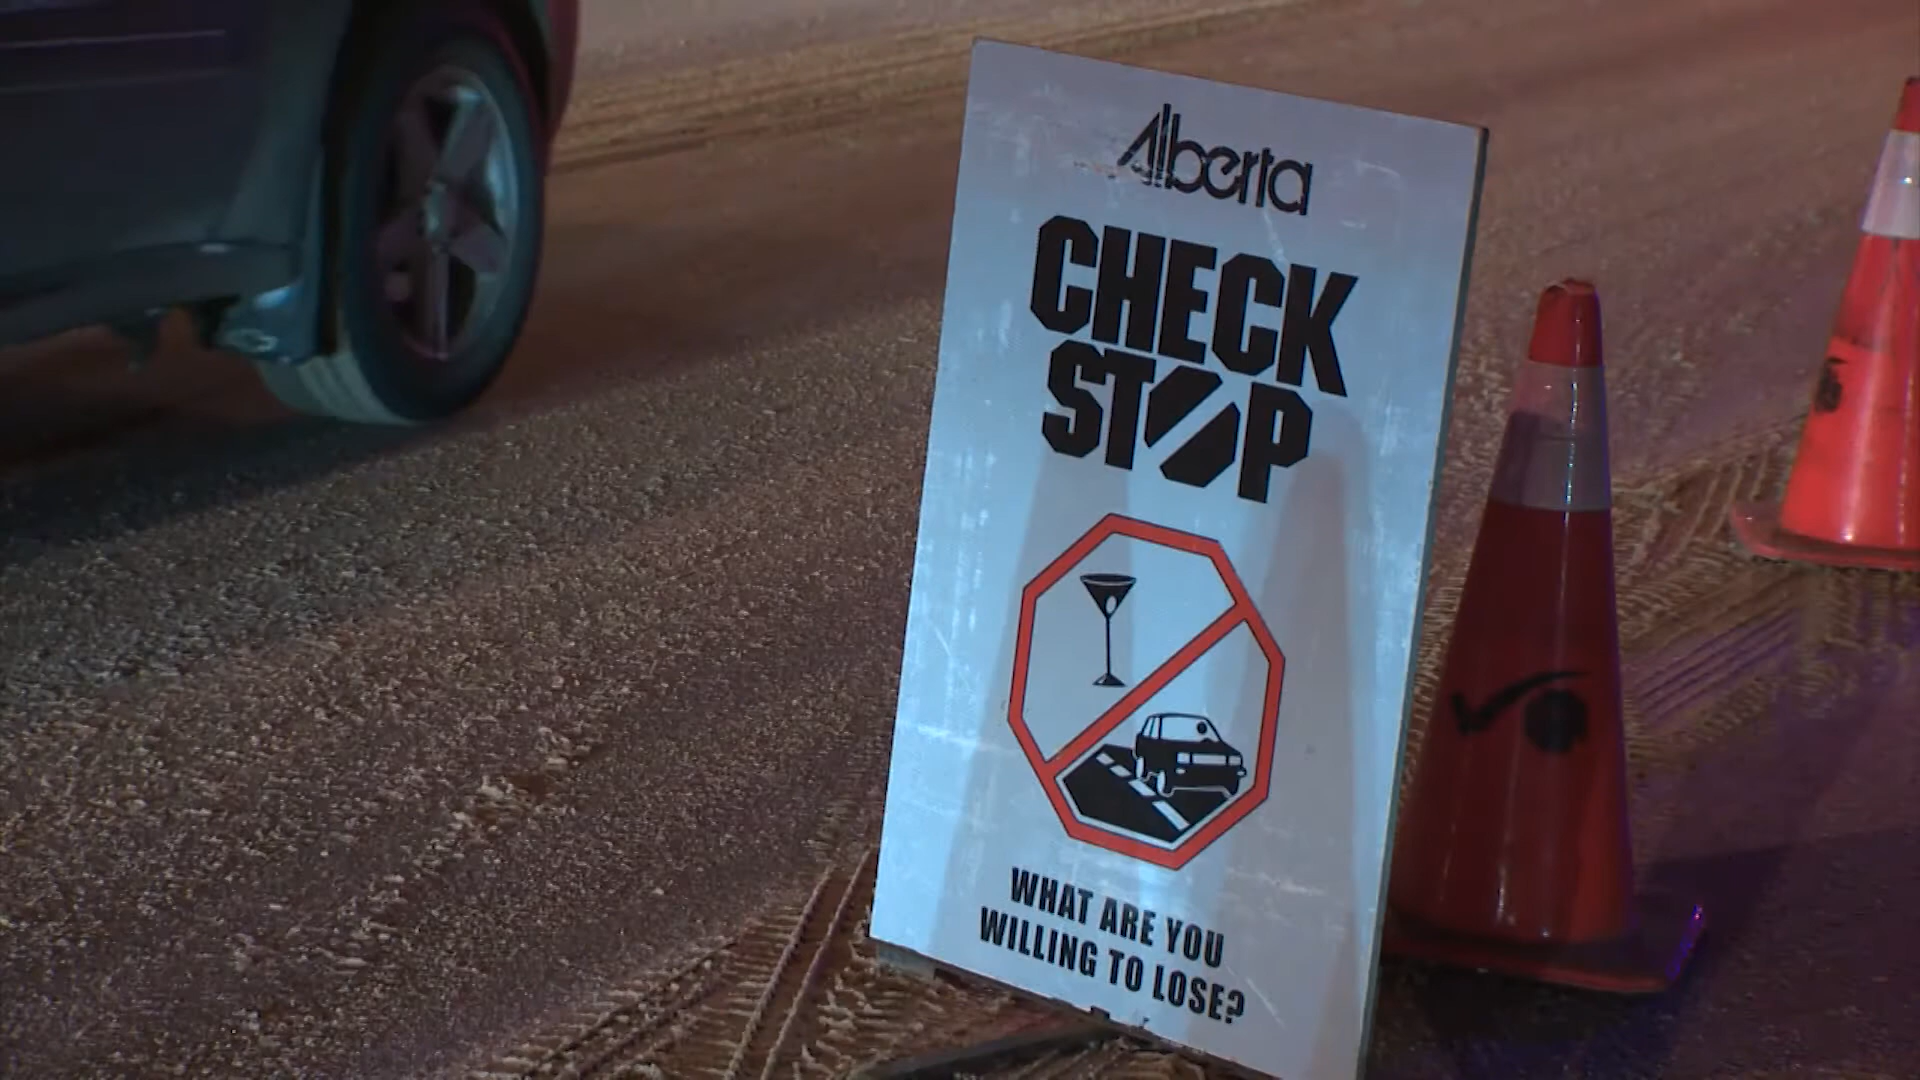 Alberta
CHECK
STOP
WHAT ARE YOU
WILLING TO LOSE?